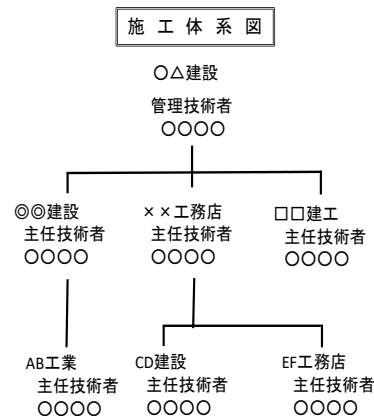 施 工 体 系 図
〇△建設
管理技術者
〇〇〇〇
◎◎建設
主任技術者
〇〇〇〇
××工務店
主任技術者
〇〇〇〇
□□建工
主任技術者
〇〇〇〇
AB工業
主任技術者
〇〇〇〇
CD建設
主任技術者
〇〇〇〇
EF工務店
主任技術者
〇〇〇〇